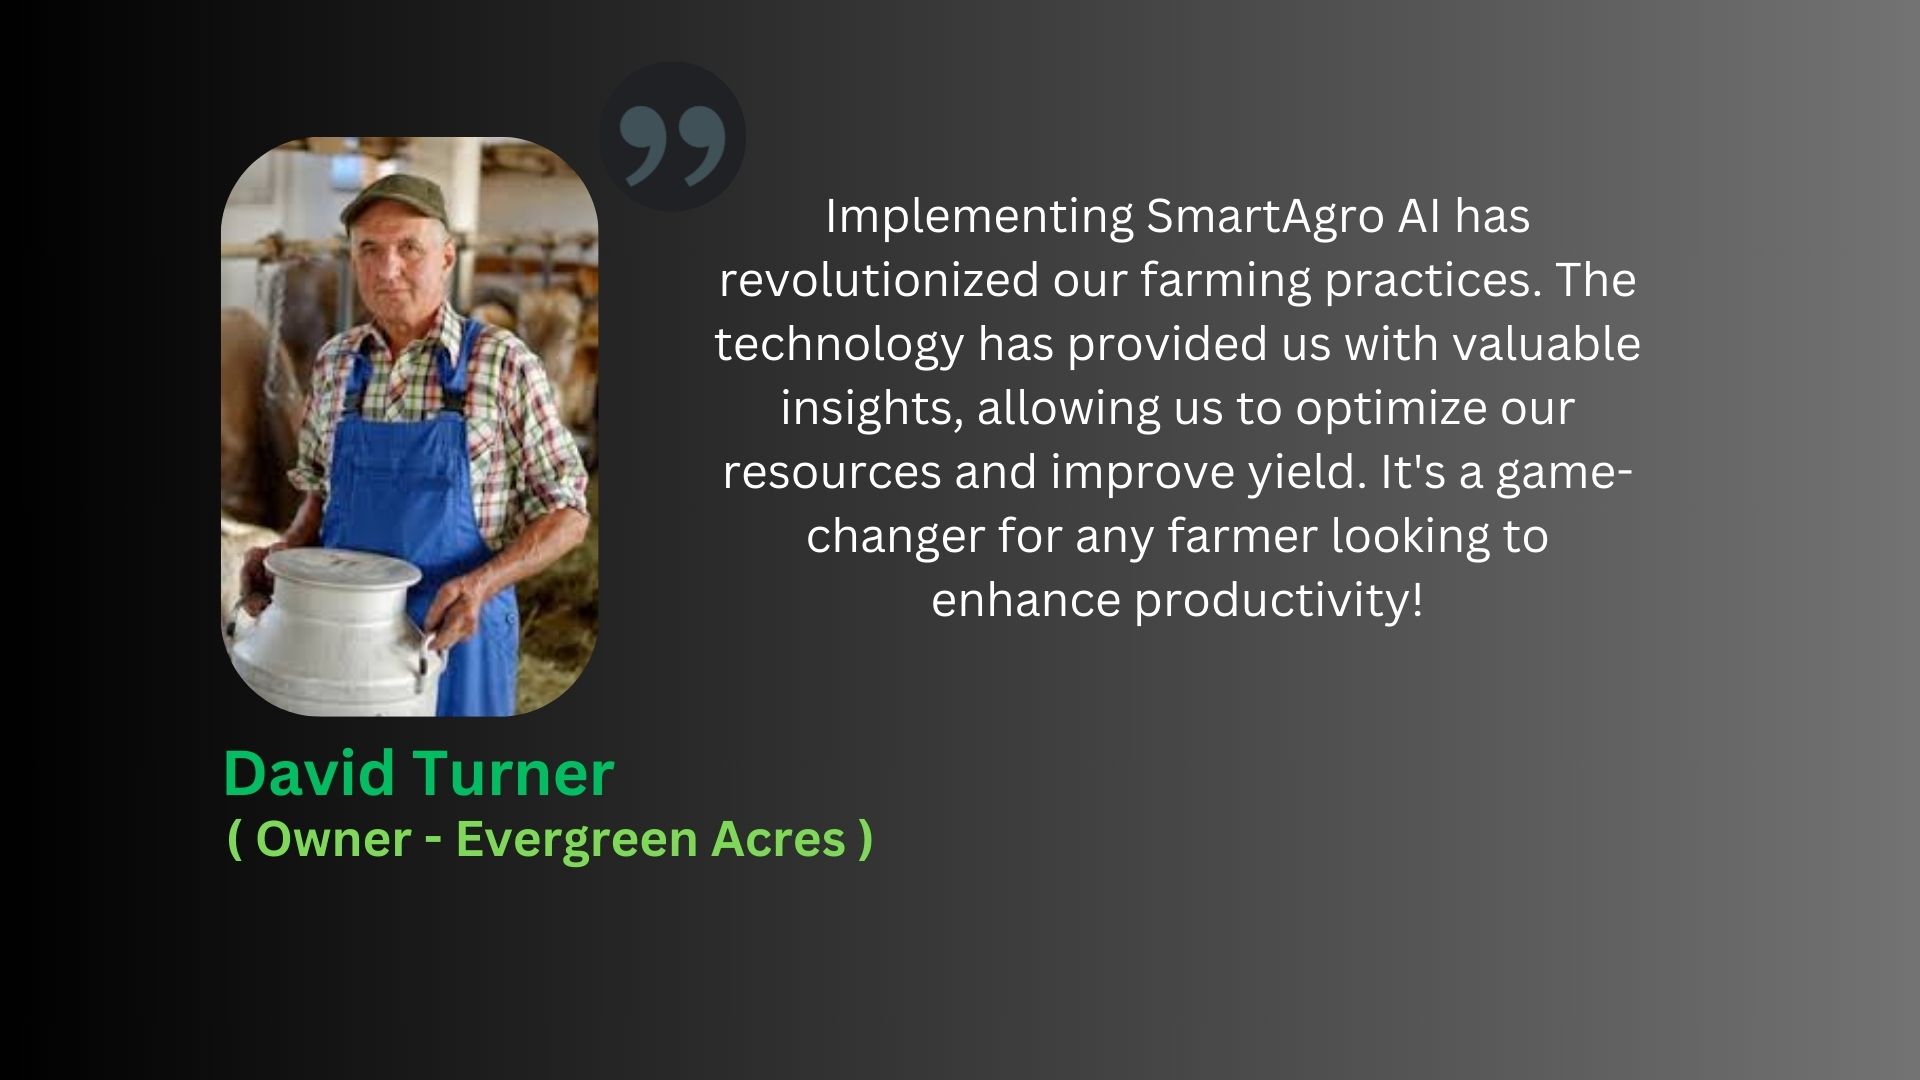 ”
Implementing SmartAgro AI has
revolutionized our farming practices. The
technology has provided us with valuable
insights, allowing us to optimize our
resources and improve yield. It's a game-
changer for any farmer looking to
enhance productivity!
David Turner
( Owner - Evergreen Acres )